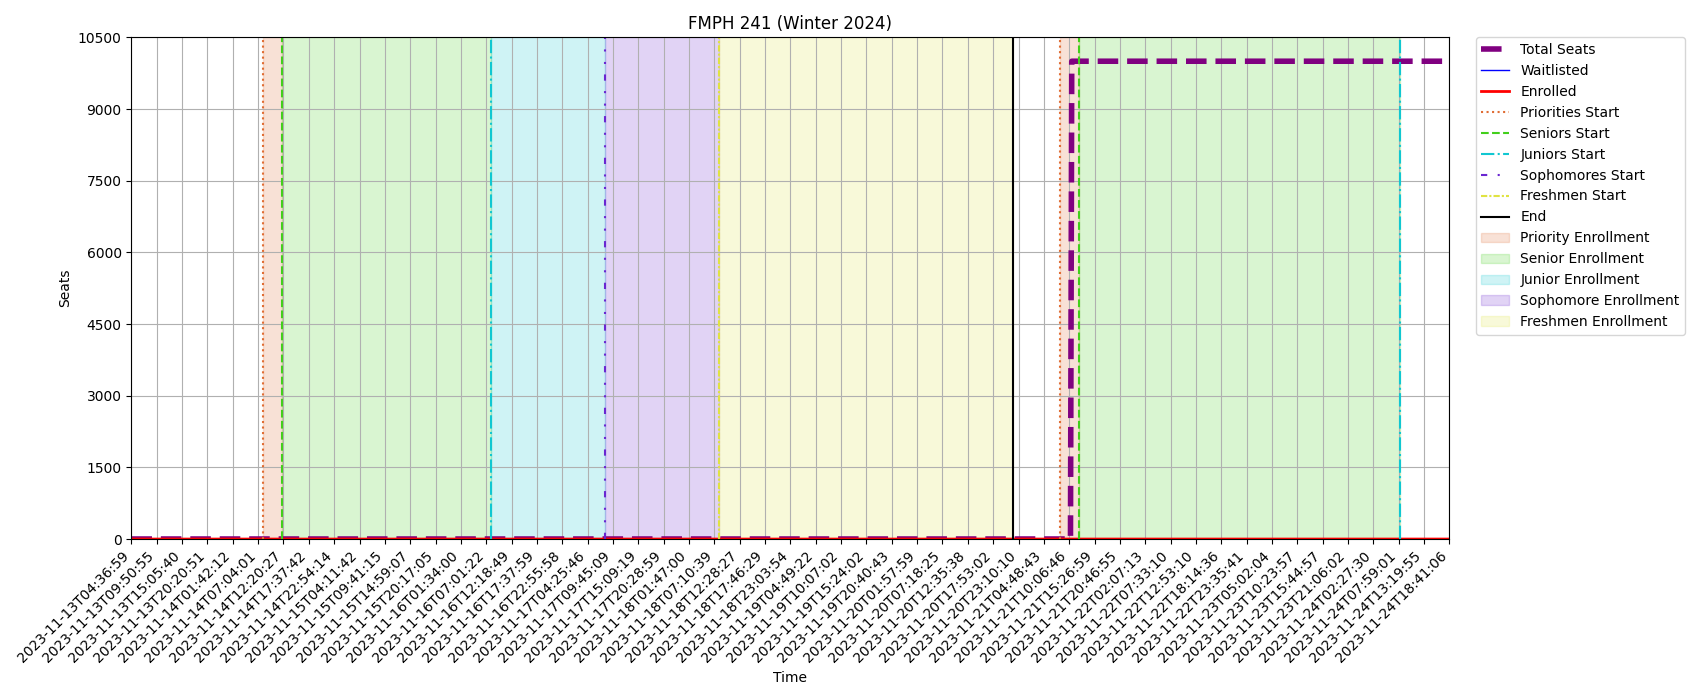 FMPH 241 (Winter 2024)
10500
9000
7500
6000
4500
3000
1500
0
Seats
2023-11-13T04:36:59
2023-11-13T09:50:55
2023-11-13T15:05:40
2023-11-13T20:20:51
2023-11-14T01:42:12
2023-11-14T07:04:01
2023-11-14T12:20:27
2023-11-14T17:37:42
2023-11-14T22:54:14
2023-11-15T04:11:42
2023-11-15T09:41:15
2023-11-15T14:59:07
2023-11-15T20:17:05
2023-11-16T01:34:00
2023-11-16T07:01:22
2023-11-16T12:18:49
2023-11-16T17:37:59
2023-11-16T22:55:58
2023-11-17T04:25:46
2023-11-17T09:45:09
2023-11-17T15:09:19
2023-11-17T20:28:59
2023-11-18T01:47:00
2023-11-18T07:10:39
2023-11-18T12:28:27
2023-11-18T17:46:29
2023-11-18T23:03:54
2023-11-19T04:49:22
2023-11-19T10:07:02
2023-11-19T15:24:02
2023-11-19T20:40:43
2023-11-20T01:57:59
2023-11-20T07:18:25
2023-11-20T12:35:38
2023-11-20T17:53:02
2023-11-20T23:10:10
2023-11-21T04:48:43
2023-11-21T10:06:46
2023-11-21T15:26:59
2023-11-21T20:46:55
2023-11-22T02:07:13
2023-11-22T07:33:10
2023-11-22T12:53:10
2023-11-22T18:14:36
2023-11-22T23:35:41
2023-11-23T05:02:04
2023-11-23T10:23:57
2023-11-23T15:44:57
2023-11-23T21:06:02
2023-11-24T02:27:30
2023-11-24T07:59:01
2023-11-24T13:19:55
2023-11-24T18:41:06
Time
Total Seats
Waitlisted
Enrolled
Priorities Start
Seniors Start
Juniors Start
Sophomores Start
Freshmen Start
End
Priority Enrollment
Senior Enrollment
Junior Enrollment
Sophomore Enrollment
Freshmen Enrollment